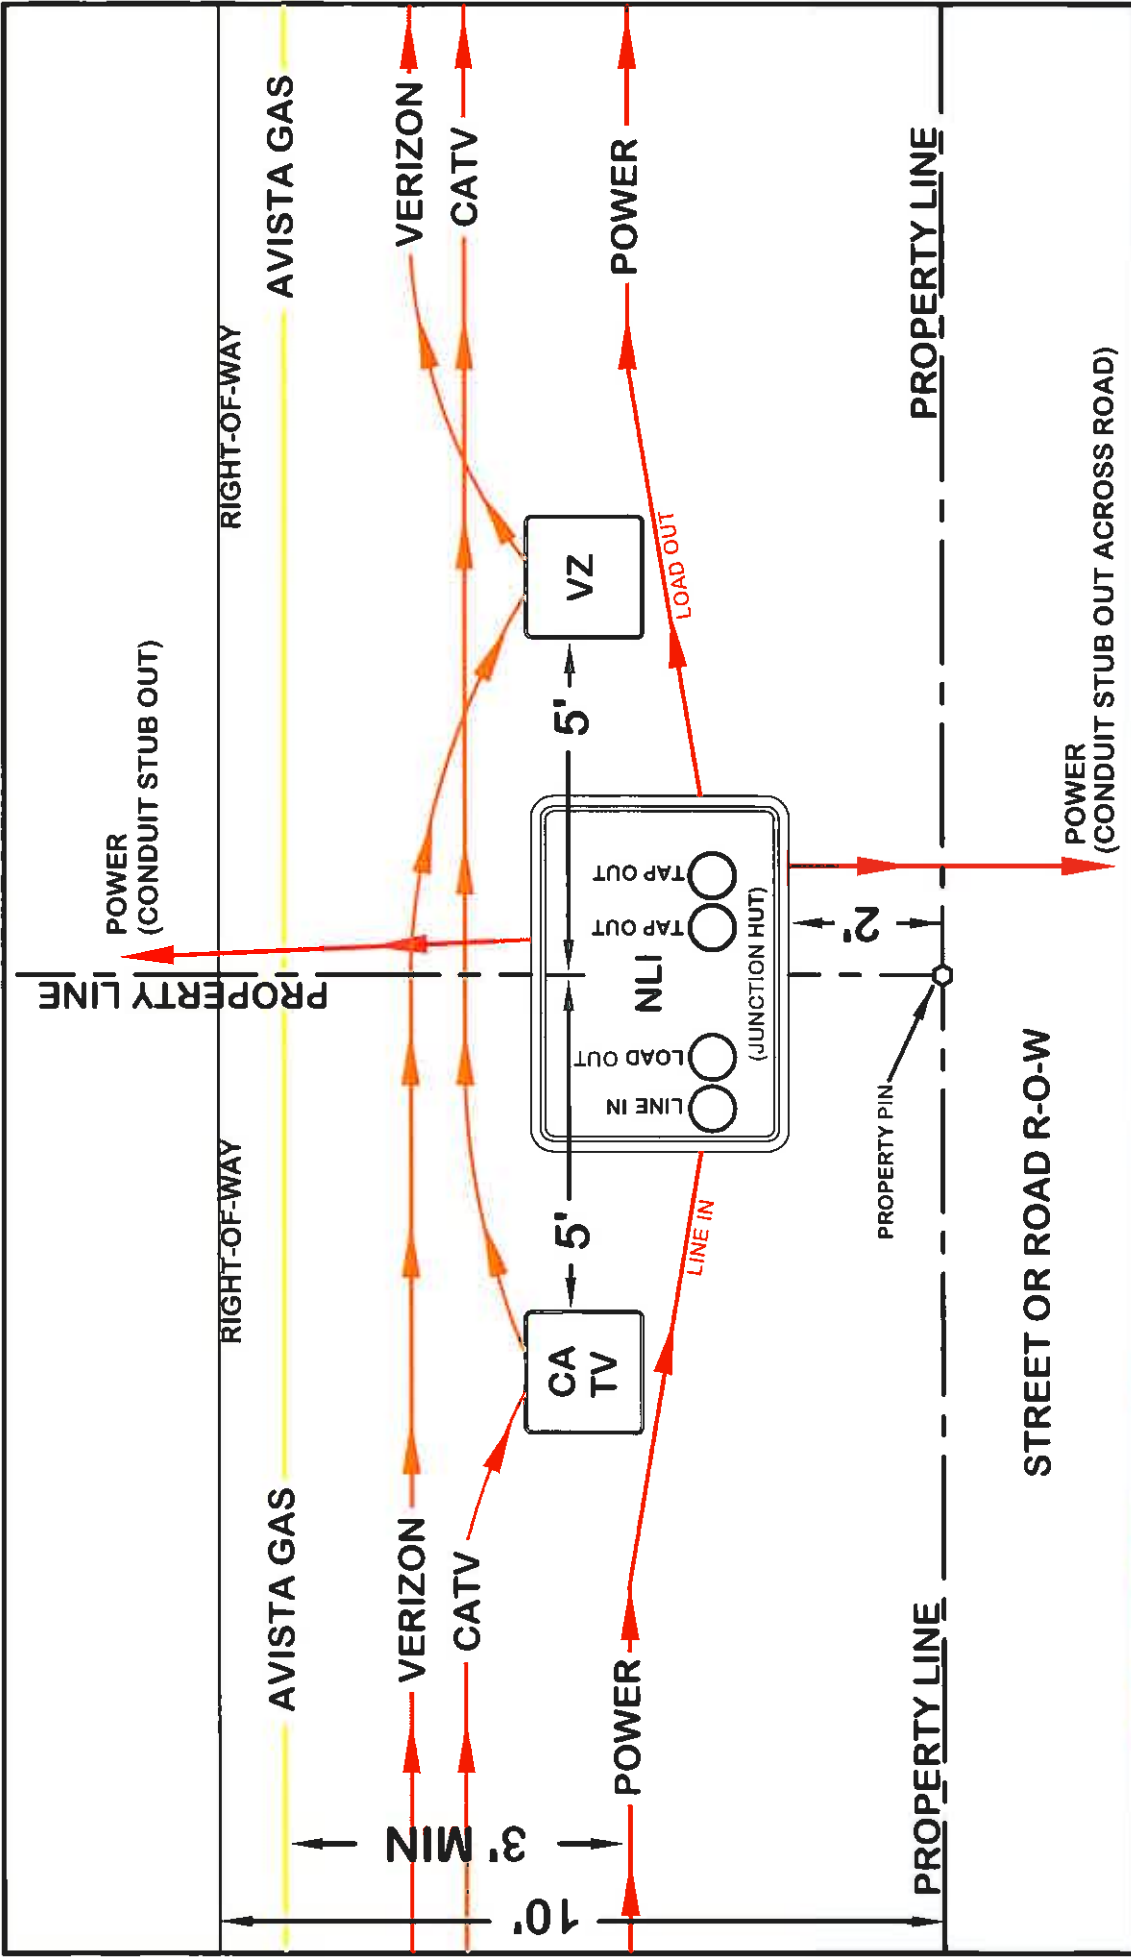 POWER
(CONDUIT STUB OUT)
PROPERTY LINE
RIGHT-OF-WAY
RIGHT-OF-WAY
AVISTA GAS
AVISTA GAS
VERIZON
VERIZON
CATV
CATV
3' MIN
10'
POWER
POWER
CA
TV
5'
5'
VZ
LINE IN
LOAD OUT
NLI
LINE IN
LOAD OUT
TAP OUT
TAP OUT
(JUNCTION HUT)
2'
PROPERTY PIN
PROPERTY LINE
PROPERTY LINE
STREET OR ROAD R-O-W
POWER
(CONDUIT STUB OUT ACROSS ROAD)